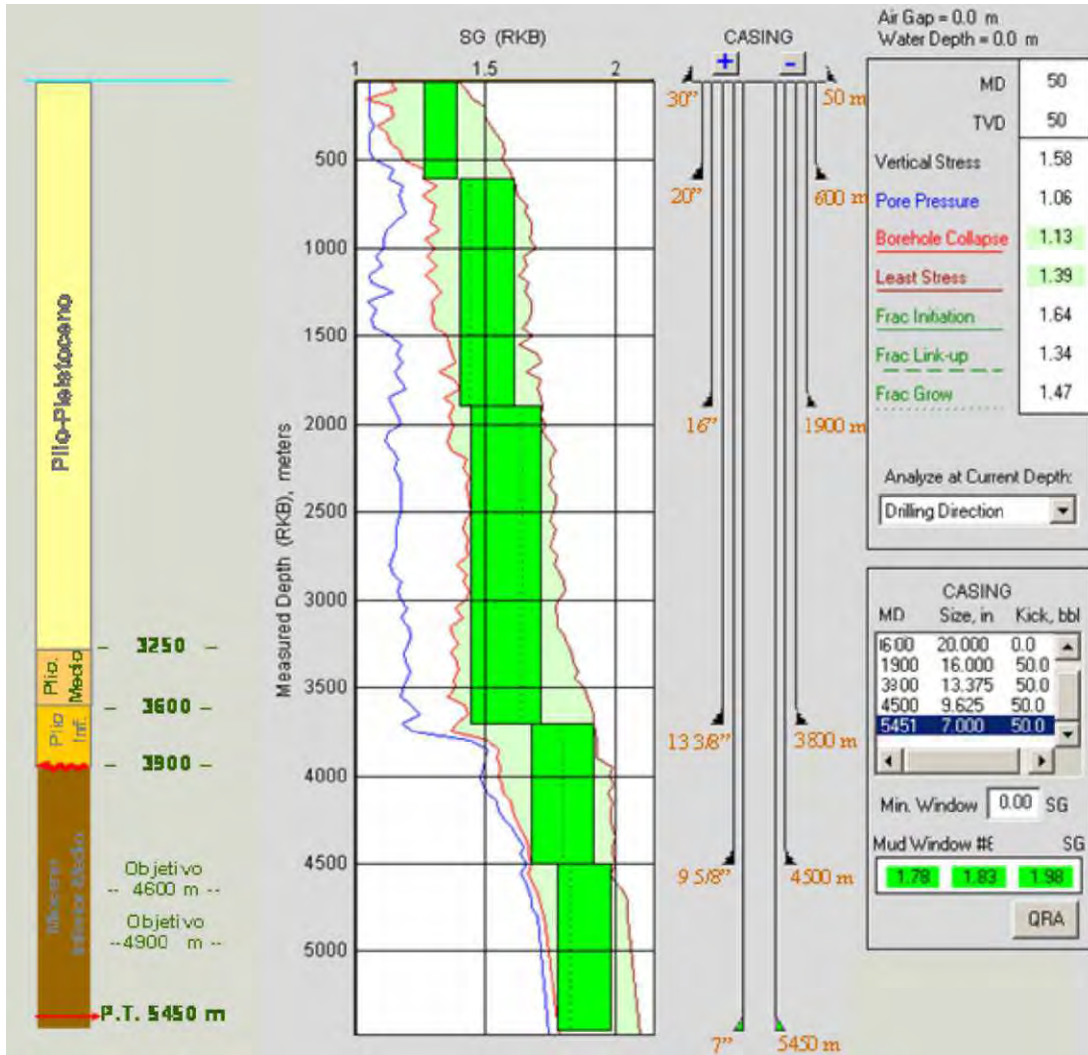 Air Gap = 0.0 m
Water Depth = 0.0 m
SG (RKB)
1
1.5
2
CASING
+
-
30"
50 m
20"
600 m
16"
1900 m
13 3/8"
3800 m
9 5/8"
4500 m
7"
5450 m
Measured Depth (RKB), meters
500
1000
1500
2000
2500
3000
3500
4000
4500
5000
Plio-Pleistoceno
Plio. Medio
Plio Inf.
Mioceno
Inferior-Medio
- 3250 -
- 3600 -
- 3900 -
Objetivo
-- 4600 m --
Objetivo
--4900 m --
P.T. 5450 m
MD 50
TVD 50
Vertical Stress 1.58
Pore Pressure 1.06
Borehole Collapse 1.13
Least Stress 1.39
Frac Initiation 1.64
Frac Link-up 1.34
Frac Grow 1.47
Analyze at Current Depth:
Drilling Direction
CASING
MD Size, in Kick, bbl
600 20.000 0.0
1900 16.000 50.0
3800 13.375 50.0
4500 9.625 50.0
5451 7.000 50.0
Min. Window 0.00 SG
Mud Window #6 SG
1.78 1.83 1.98
QRA